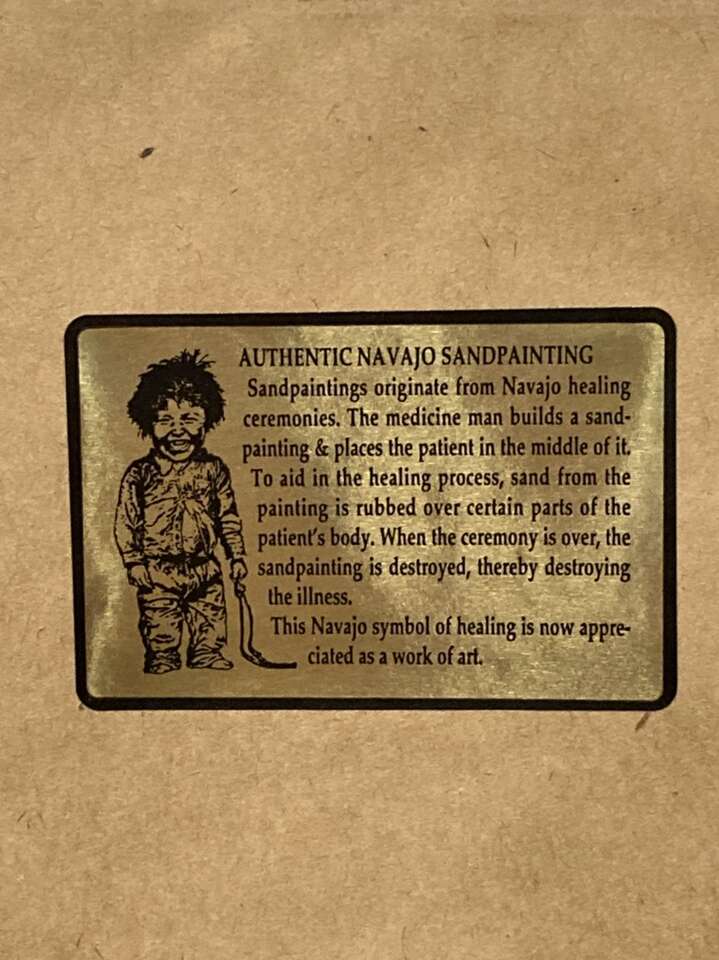 AUTHENTIC NAVAJO SANDPAINTING
Sandpaintings originate from Navajo healing
ceremonies. The medicine man builds a sand-
painting & places the patient in the middle of it.
To aid in the healing process, sand from the
painting is rubbed over certain parts of the
patient's body. When the ceremony is over, the
sandpainting is destroyed, thereby destroying
the illness.
This Navajo symbol of healing is now appre-
ciated as a work of art.